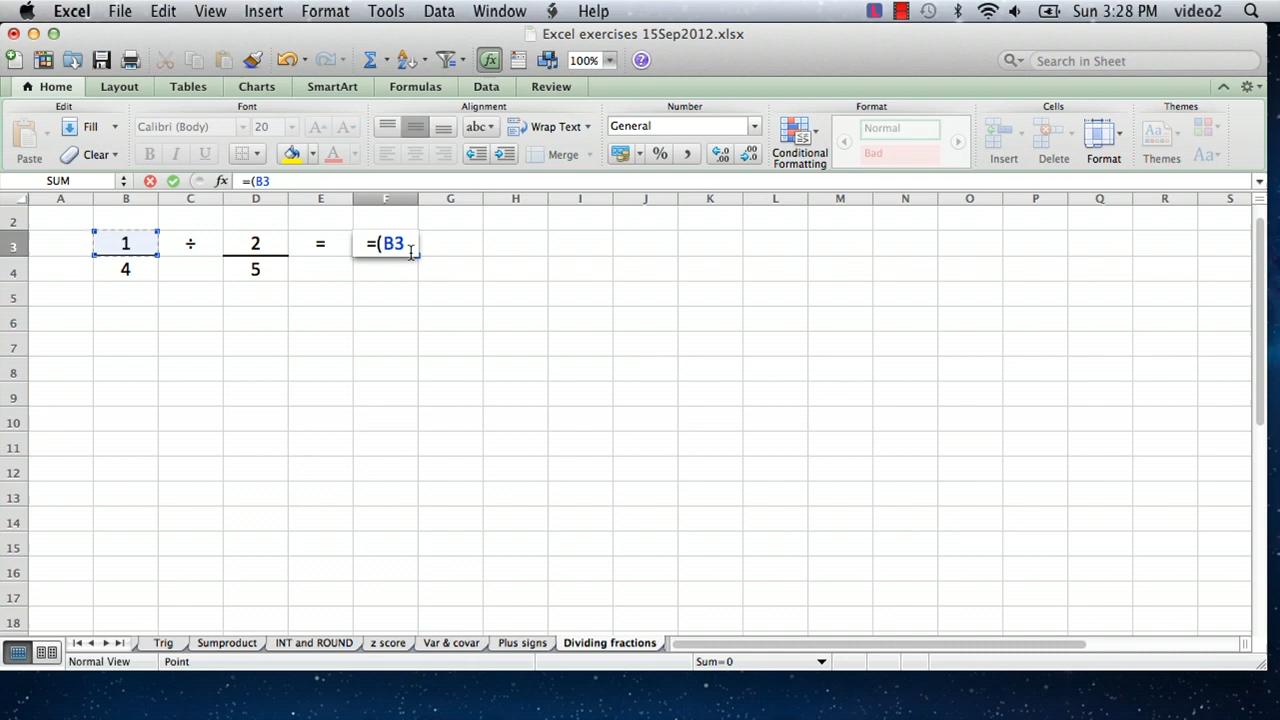 Excel File Edit View Insert Format Tools Data Window Help Sun 3:28 PM video2
Excel exercises 15Sep2012.xlsx
100% Search in Sheet
Home Layout Tables Charts SmartArt Formulas Data Review
Edit Font Alignment Number Format Cells Themes
Paste Fill Calibri (Body) 20 A A abc Wrap Text General Conditional Formatting Normal Insert Delete Format Themes Aa
Clear B I U A Merge % , .0 .00 .00 .0 Bad
SUM fx =(B3
A B C D E F G H I J K L M N O P Q R S
2
3 1 ÷ 2 = =(B3
4 4 5
5
6
7
8
9
10
11
12
13
14
15
16
17
18
Trig Sumproduct INT and ROUND z score Var & covar Plus signs Dividing fractions
Normal View Point Sum=0